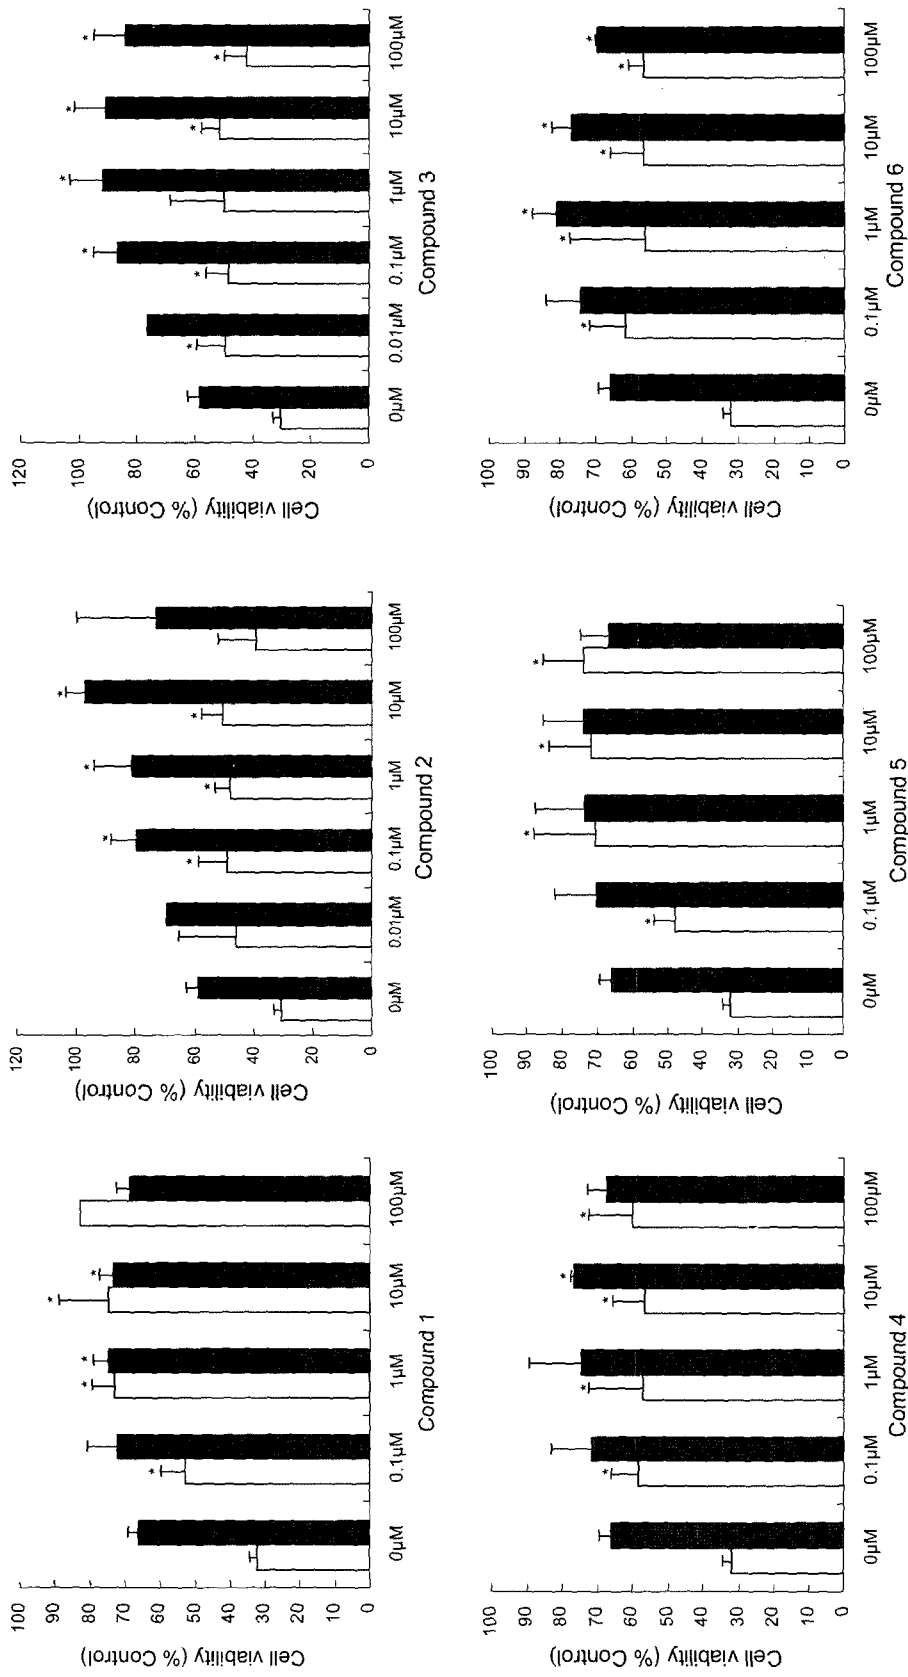 Cell viability (% Control)
100
90
80
70
60
50
40
30
20
10
0
*
*
*
*
*
0µM
0.1µM
1µM
10µM
100µM
Compound 1
Cell viability (% Control)
120
100
80
60
40
20
0
*
*
*
*
*
*
0µM
0.01µM
0.1µM
1µM
10µM
100µM
Compound 2
Cell viability (% Control)
120
100
80
60
40
20
0
*
*
*
*
*
*
*
*
0µM
0.01µM
0.1µM
1µM
10µM
100µM
Compound 3
Cell viability (% Control)
100
90
80
70
60
50
40
30
20
10
0
*
*
*
*
*
0µM
0.1µM
1µM
10µM
100µM
Compound 4
Cell viability (% Control)
100
90
80
70
60
50
40
30
20
10
0
*
*
*
*
0µM
0.1µM
1µM
10µM
100µM
Compound 5
Cell viability (% Control)
100
90
80
70
60
50
40
30
20
10
0
*
*
*
*
*
*
*
0µM
0.1µM
1µM
10µM
100µM
Compound 6